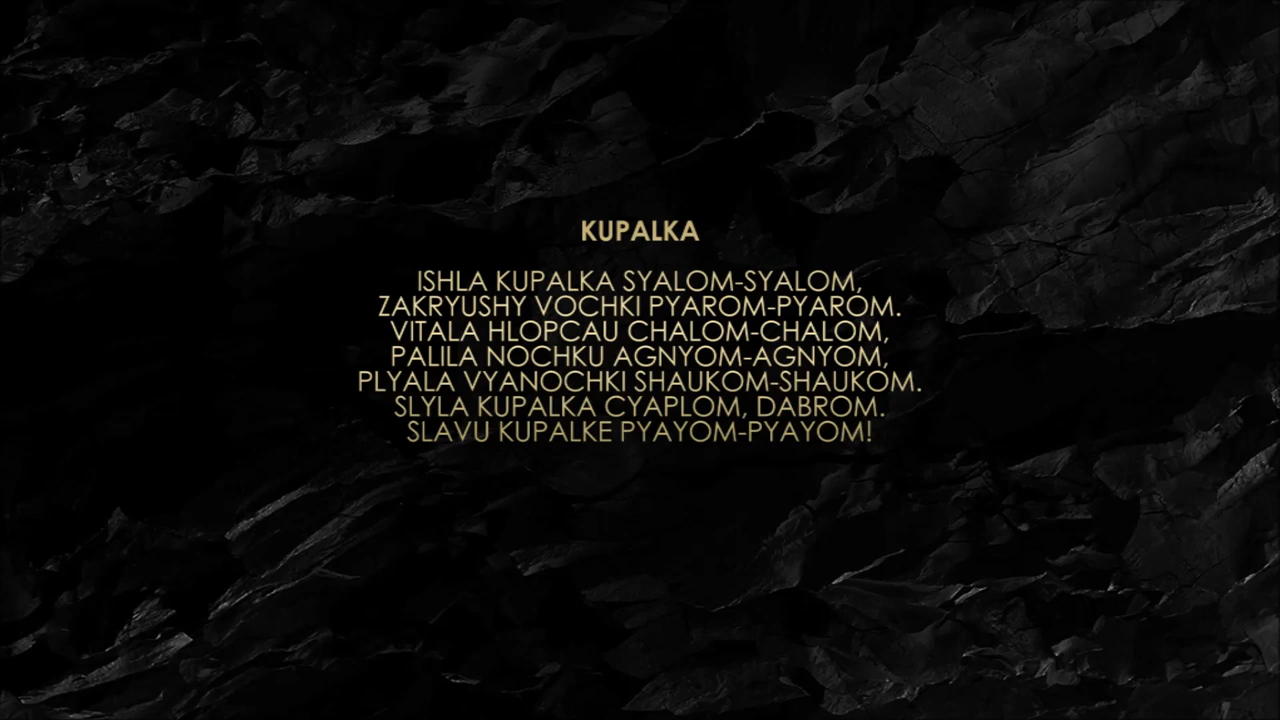 KUPALKA
ISHLA KUPALKA SYALOM-SYALOM,
ZAKRYUSHY VOCHKI PYAROM-PYAROM.
VITALA HLOPCAU CHALOM-CHALOM,
PALILA NOCHKU AGNYOM-AGNYOM,
PLYALA VYANOCHKI SHAUKOM-SHAUKOM.
SLYLA KUPALKA CYAPLOM, DABROM.
SLAVU KUPALKE PYAYOM-PYAYOM!